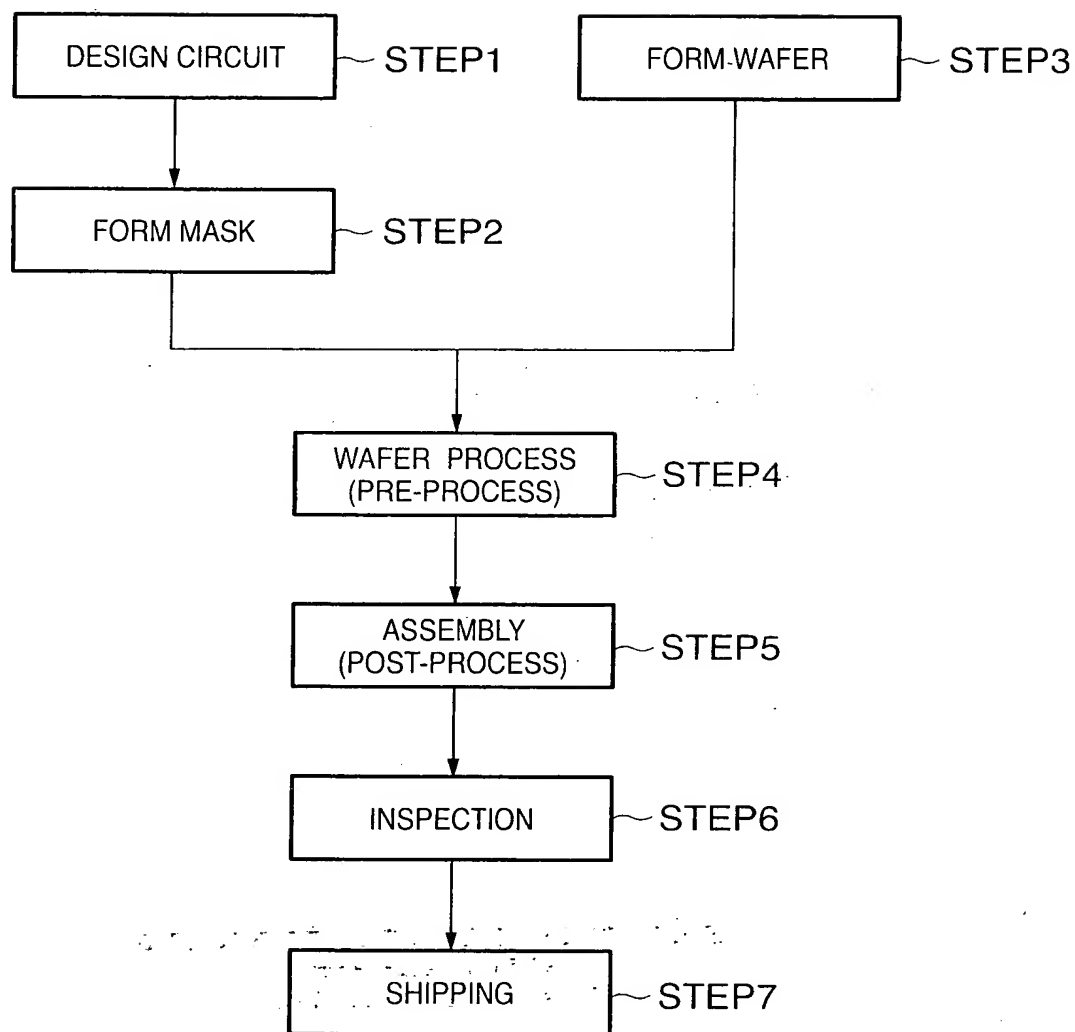 DESIGN CIRCUIT STEP1
FORM WAFER STEP3
FORM MASK STEP2
WAFER PROCESS
(PRE-PROCESS) STEP4
ASSEMBLY
(POST-PROCESS) STEP5
INSPECTION STEP6
SHIPPING STEP7